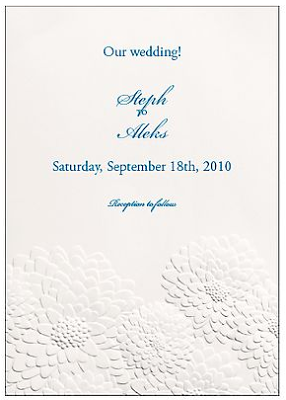 Our wedding!
Steph
to
Aleks
Saturday, September 18th, 2010
Reception to follow